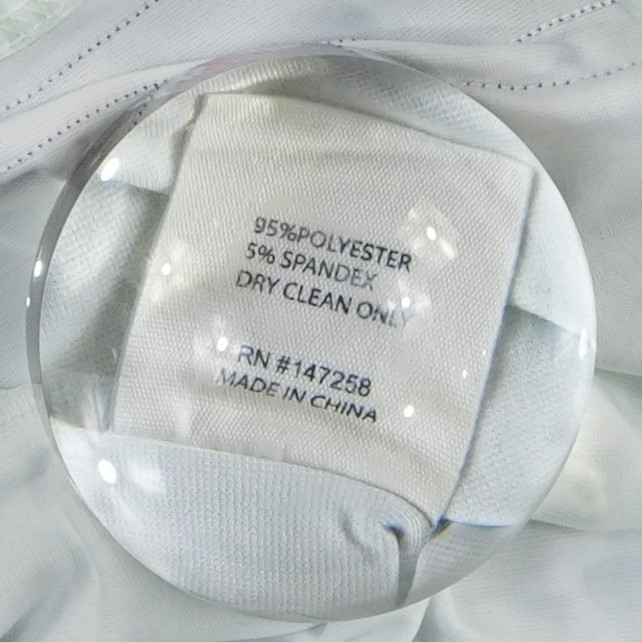 95%POLYESTER
5% SPANDEX
DRY CLEAN ONLY
RN #147258
MADE IN CHINA